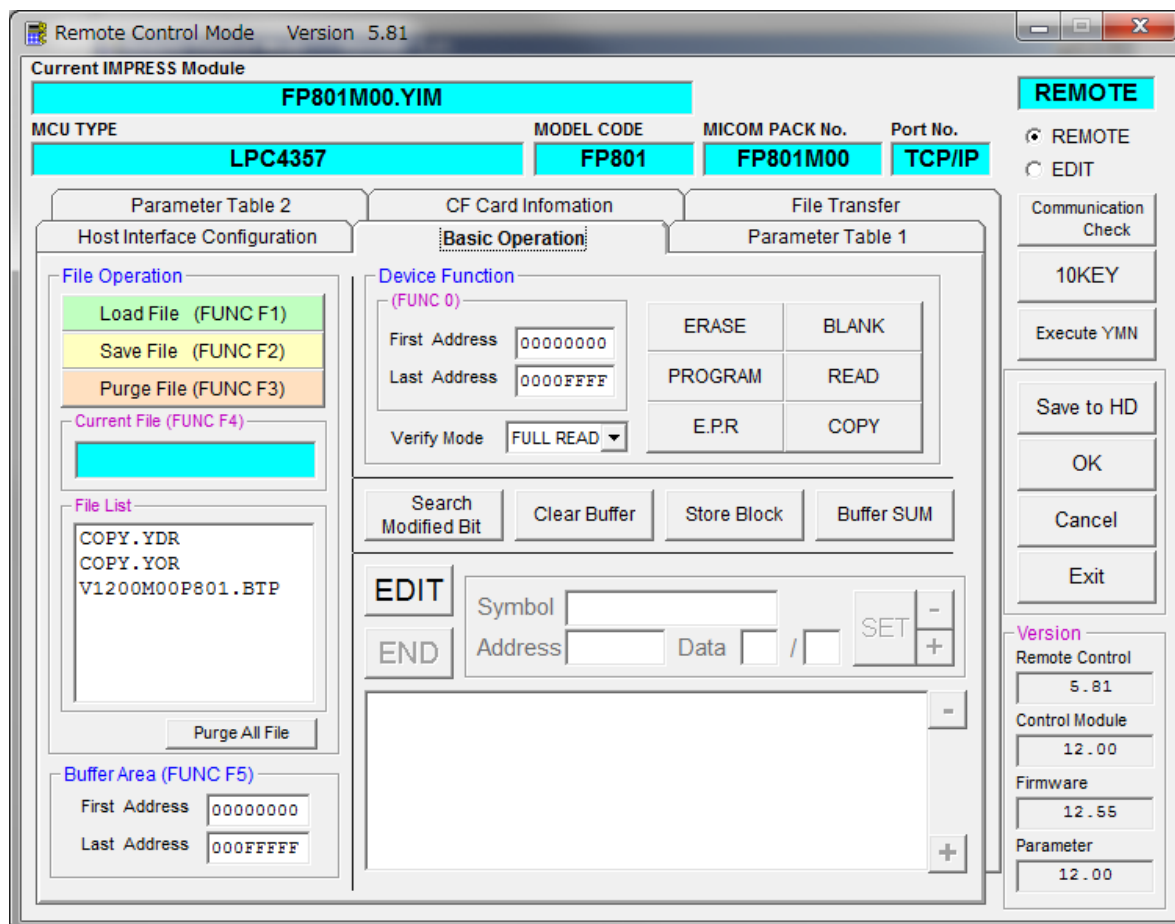 Remote Control Mode Version 5.81
Current IMPRESS Module
FP801M00.YIM
REMOTE
MCU TYPE
MODEL CODE
MICOM PACK No.
Port No.
LPC4357
FP801
FP801M00
TCP/IP
REMOTE
EDIT
Parameter Table 2
CF Card Infomation
File Transfer
Host Interface Configuration
Basic Operation
Parameter Table 1
Communication
Check
10KEY
Execute YMN
Save to HD
OK
Cancel
Exit
File Operation
Load File (FUNC F1)
Save File (FUNC F2)
Purge File (FUNC F3)
Current File (FUNC F4)
File List
COPY.YDR
COPY.YOR
V1200M00P801.BTP
Purge All File
Buffer Area (FUNC F5)
First Address 00000000
Last Address 000FFFFF
Device Function
(FUNC 0)
First Address 00000000
Last Address 0000FFFF
Verify Mode FULL READ
ERASE
BLANK
PROGRAM
READ
E.P.R
COPY
Search
Modified Bit
Clear Buffer
Store Block
Buffer SUM
EDIT
END
Symbol
Address
Data /
SET
-
+
-
+
Version
Remote Control
5.81
Control Module
12.00
Firmware
12.55
Parameter
12.00